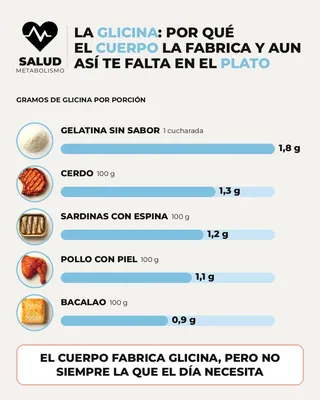 SALUD
METABOLISMO
LA GLICINA: POR QUÉ
EL CUERPO LA FABRICA Y AUN
ASÍ TE FALTA EN EL PLATO
GRAMOS DE GLICINA POR PORCIÓN
GELATINA SIN SABOR 1 cucharada
1,8 g
CERDO 100 g
1,3 g
SARDINAS CON ESPINA 100 g
1,2 g
POLLO CON PIEL 100 g
1,1 g
BACALAO 100 g
0,9 g
EL CUERPO FABRICA GLICINA, PERO NO
SIEMPRE LA QUE EL DÍA NECESITA